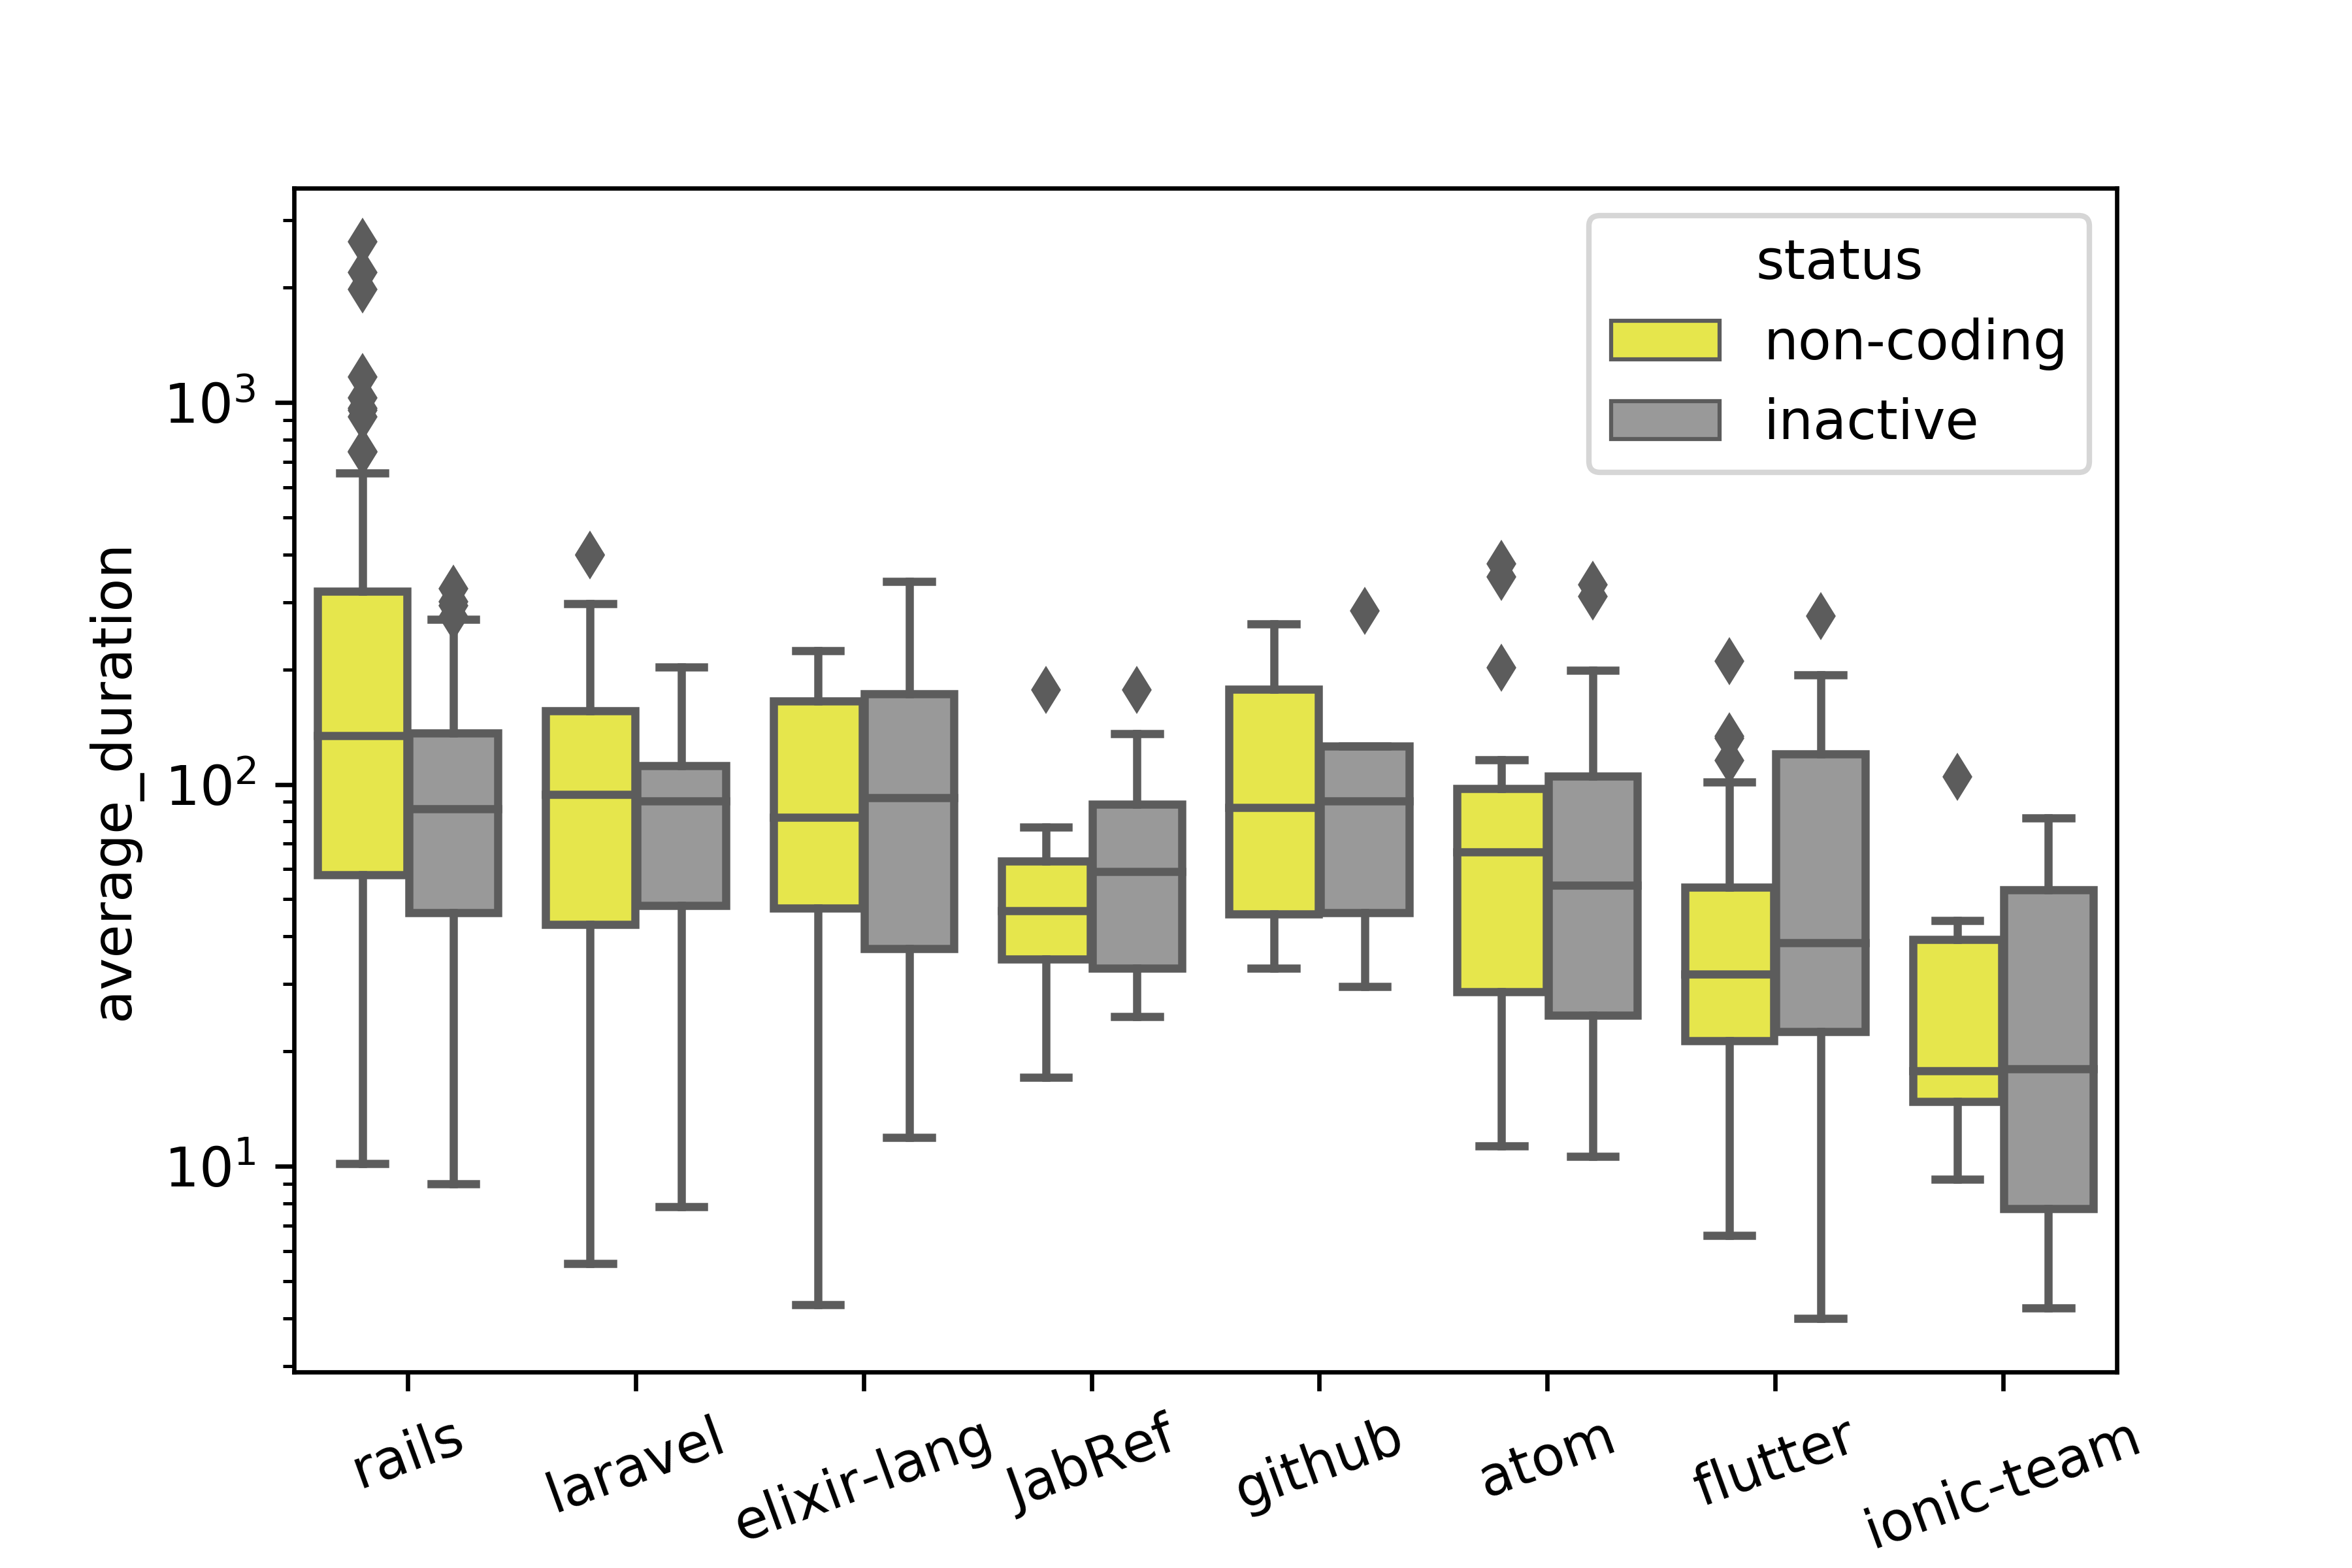 status
non-coding
inactive
average_duration
10³
10²
10¹
rails
laravel
elixir-lang
JabRef
github
atom
flutter
ionic-team